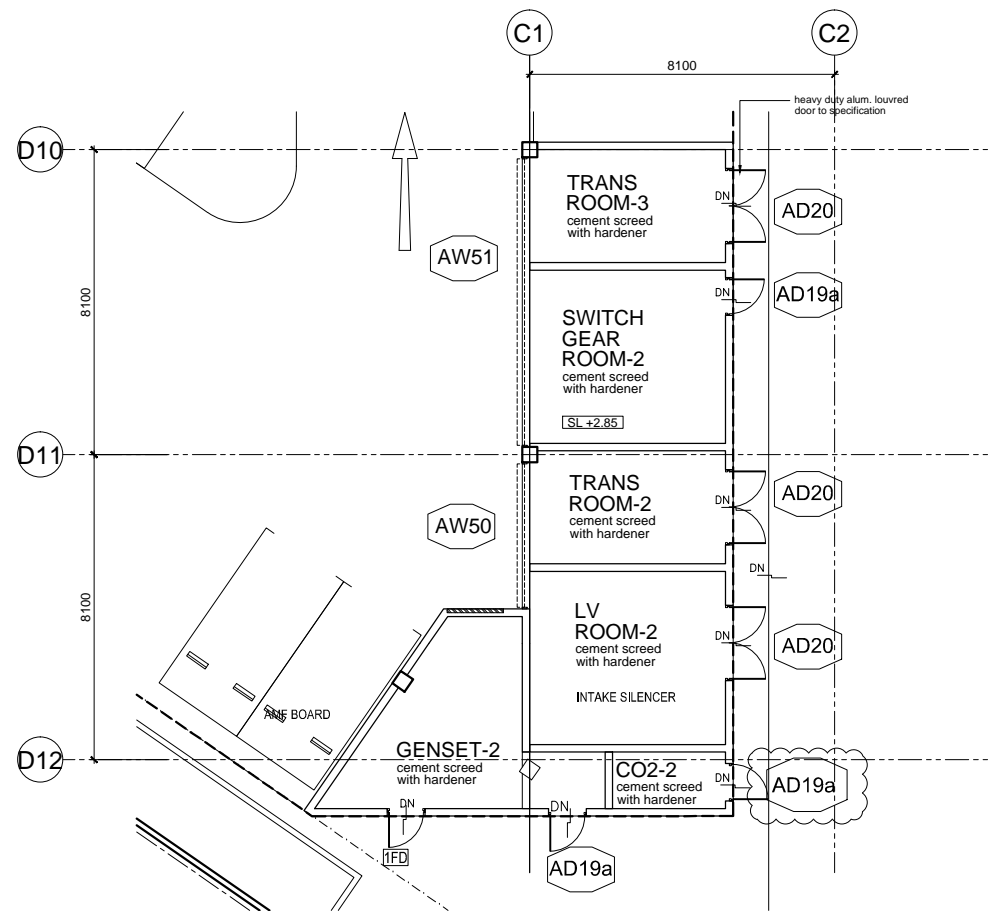 C1
C2
8100
heavy duty alum. louvred
door to specification
D10
TRANS
ROOM-3
cement screed
with hardener
DN
AD20
AW51
DN
AD19a
8100
SWITCH
GEAR
ROOM-2
cement screed
with hardener
SL +2.85
D11
TRANS
ROOM-2
cement screed
with hardener
DN
AD20
AW50
DN
8100
LV
ROOM-2
cement screed
with hardener
AD20
DN
INTAKE SILENCER
AMF BOARD
D12
GENSET-2
cement screed
with hardener
CO2-2
cement screed
with hardener
DN
AD19a
DN
DN
1FD
AD19a